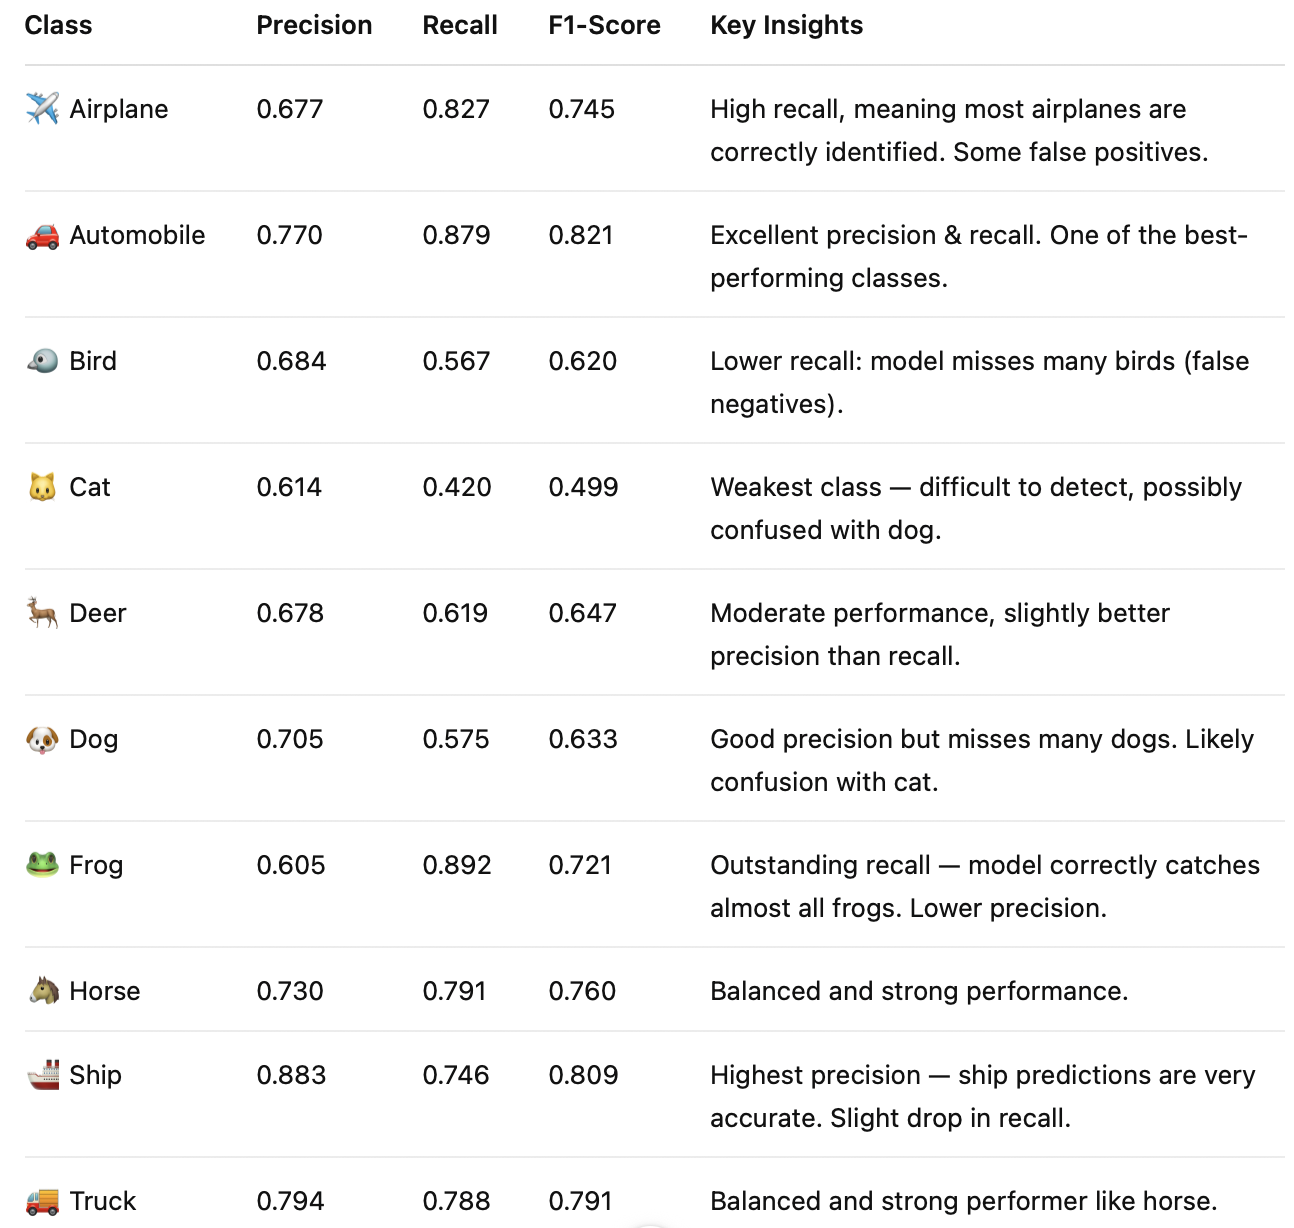 Class Precision Recall F1-Score Key Insights
✈️ Airplane 0.677 0.827 0.745 High recall, meaning most airplanes are
correctly identified. Some false positives.
🚗 Automobile 0.770 0.879 0.821 Excellent precision & recall. One of the best-
performing classes.
🐦 Bird 0.684 0.567 0.620 Lower recall: model misses many birds (false
negatives).
🐱 Cat 0.614 0.420 0.499 Weakest class — difficult to detect, possibly
confused with dog.
🦌 Deer 0.678 0.619 0.647 Moderate performance, slightly better
precision than recall.
🐶 Dog 0.705 0.575 0.633 Good precision but misses many dogs. Likely
confusion with cat.
🐸 Frog 0.605 0.892 0.721 Outstanding recall — model correctly catches
almost all frogs. Lower precision.
🐴 Horse 0.730 0.791 0.760 Balanced and strong performance.
🚢 Ship 0.883 0.746 0.809 Highest precision — ship predictions are very
accurate. Slight drop in recall.
🚚 Truck 0.794 0.788 0.791 Balanced and strong performer like horse.